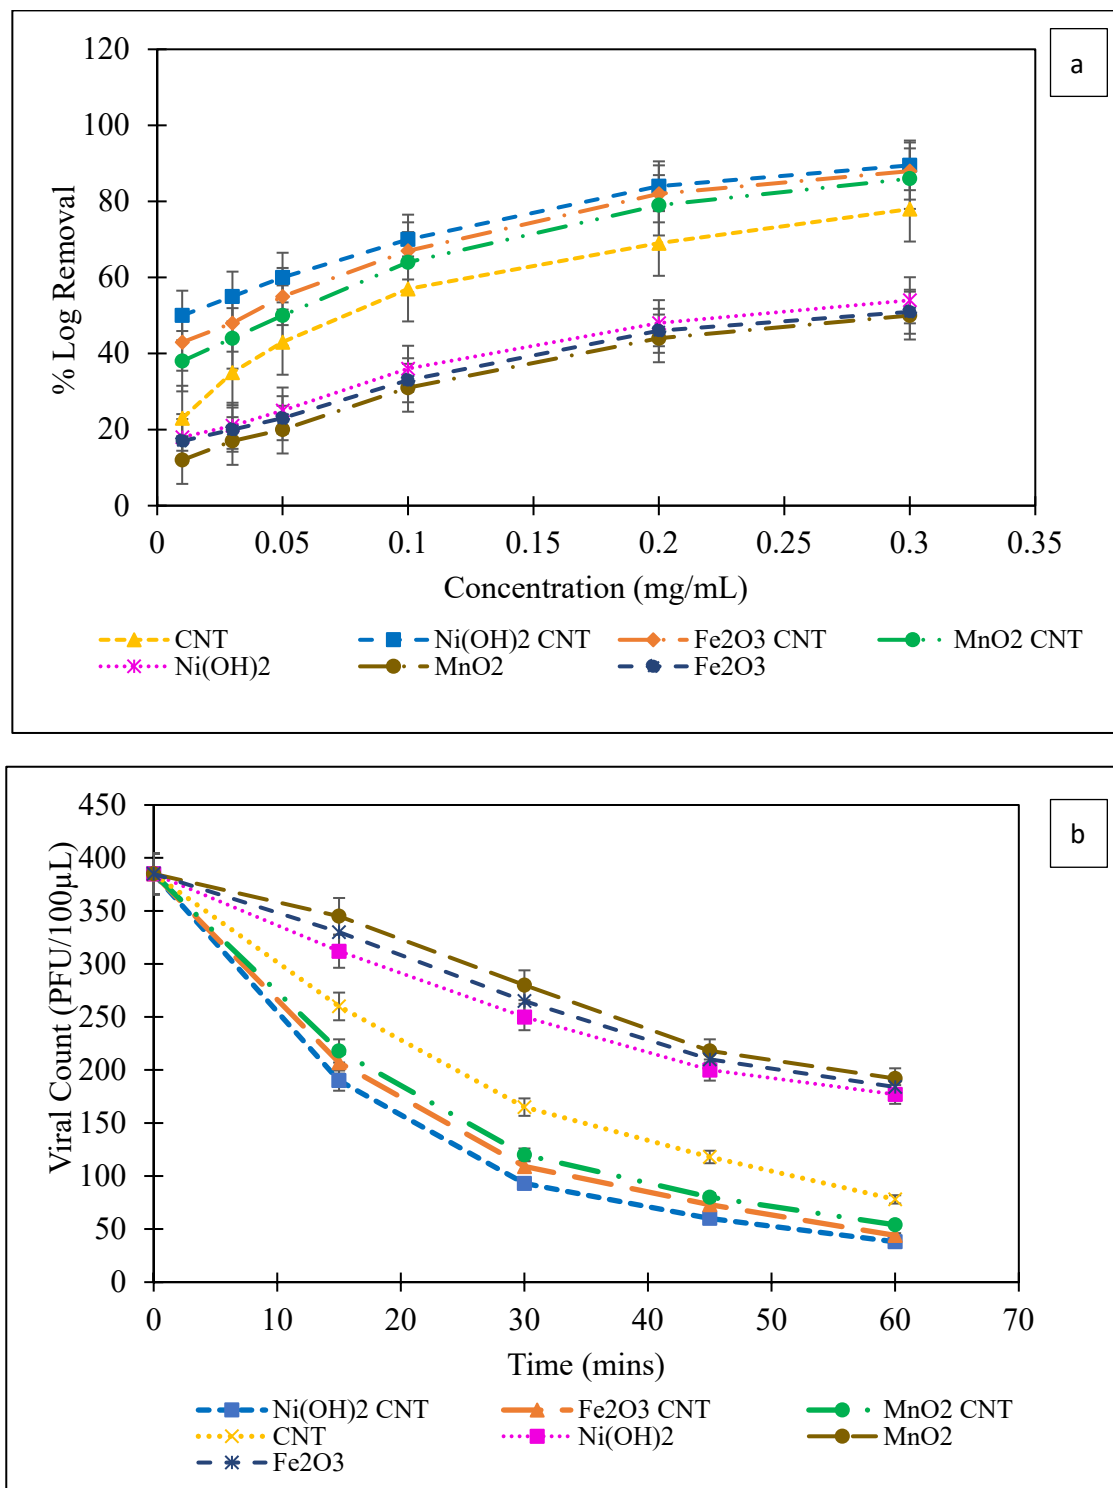 a
120
100
80
60
40
20
0
% Log Removal
0 0.05 0.1 0.15 0.2 0.25 0.3 0.35
Concentration (mg/mL)
CNT Ni(OH)2 CNT Fe2O3 CNT MnO2 CNT
Ni(OH)2 MnO2 Fe2O3
b
450
400
350
300
250
200
150
100
50
0
Viral Count (PFU/100µL)
0 10 20 30 40 50 60 70
Time (mins)
Ni(OH)2 CNT Fe2O3 CNT MnO2 CNT
CNT Ni(OH)2 MnO2
Fe2O3